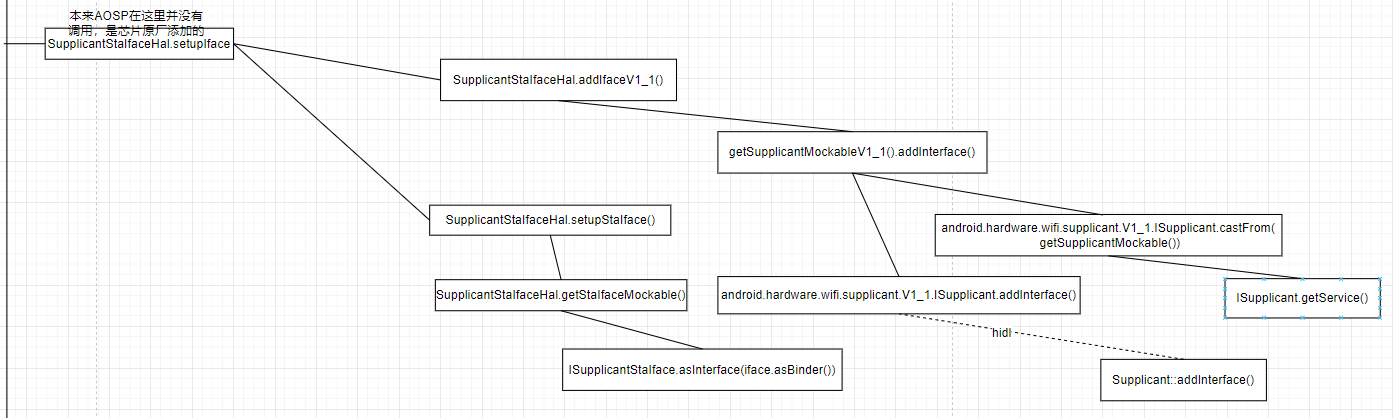 本来AOSP在这里并没有
调用，是芯片原厂添加的
SupplicantStaIfaceHal.setupIface
SupplicantStaIfaceHal.addIfaceV1_1()
getSupplicantMockableV1_1().addInterface()
SupplicantStaIfaceHal.setupStaIface()
android.hardware.wifi.supplicant.V1_1.ISupplicant.castFrom(
getSupplicantMockable())
SupplicantStaIfaceHal.getStaIfaceMockable()
android.hardware.wifi.supplicant.V1_1.ISupplicant.addInterface()
ISupplicant.getService()
hidl
ISupplicantStaIface.asInterface(iface.asBinder())
Supplicant::addInterface()